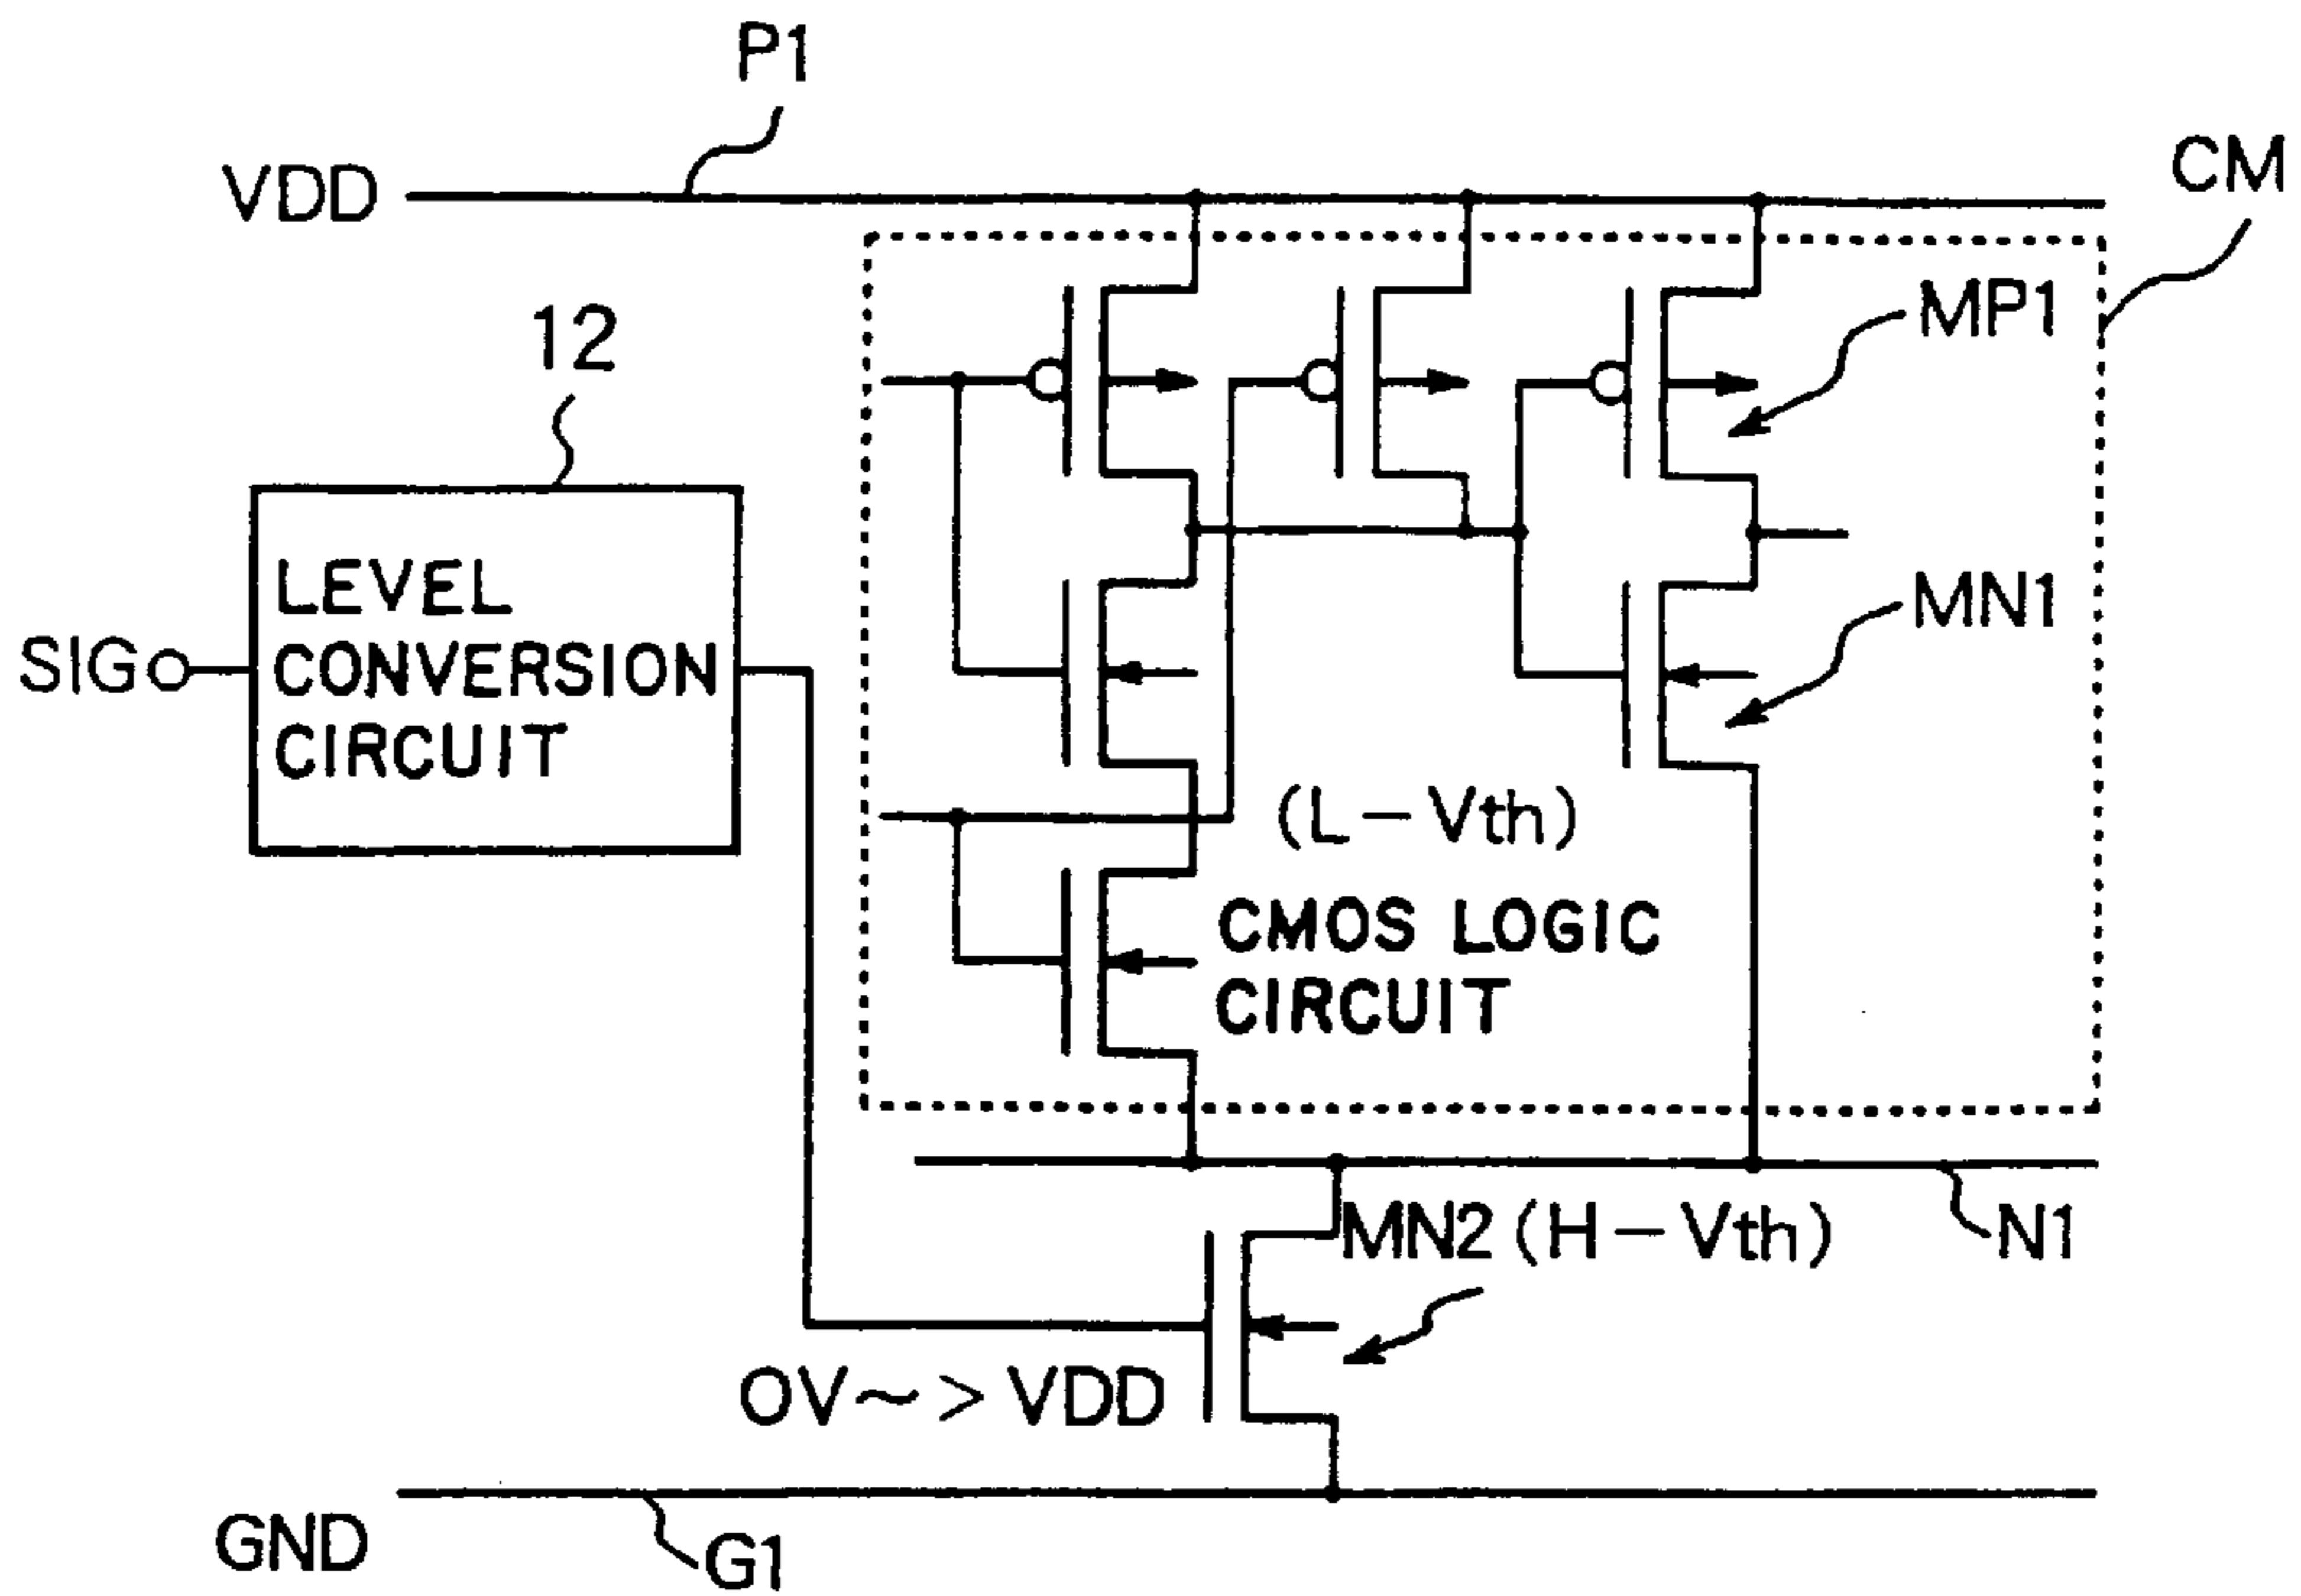 P1
VDD
CM
12
MP1
LEVEL
CONVERSION
CIRCUIT
SIG
MN1
(L-Vth)
CMOS LOGIC
CIRCUIT
MN2(H-Vth)
N1
0V~>VDD
GND
G1